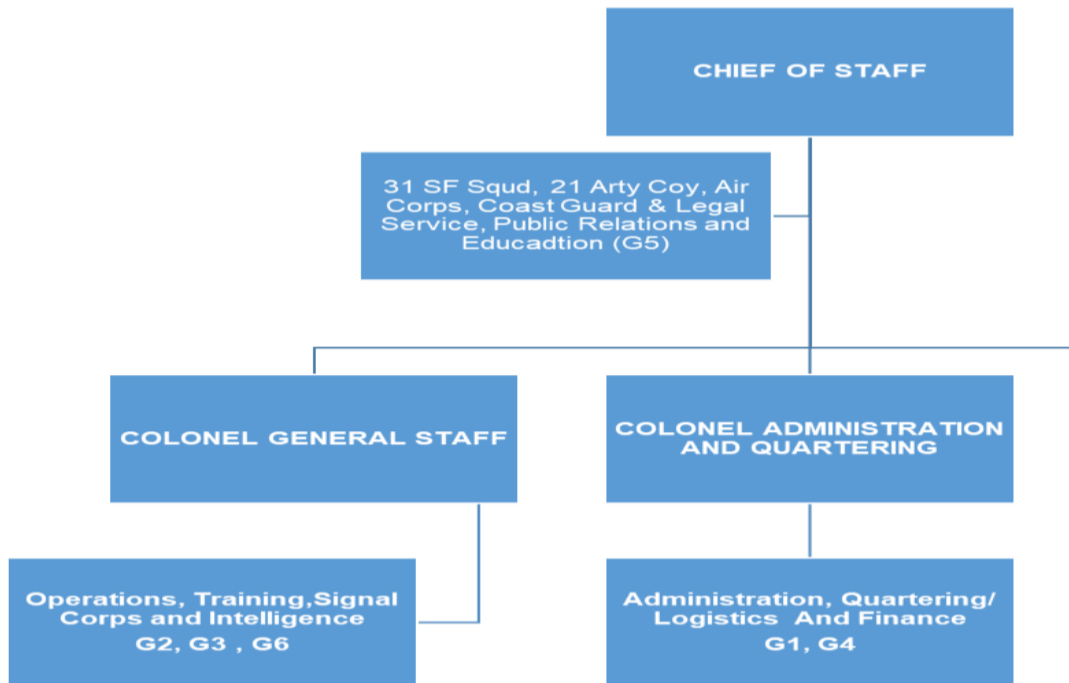 CHIEF OF STAFF
31 SF Squd, 21 Arty Coy, Air
Corps, Coast Guard & Legal
Service, Public Relations and
Educadtion (G5)
COLONEL GENERAL STAFF
COLONEL ADMINISTRATION
AND QUARTERING
Operations, Training,Signal
Corps and Intelligence
G2, G3 , G6
Administration, Quartering/
Logistics And Finance
G1, G4